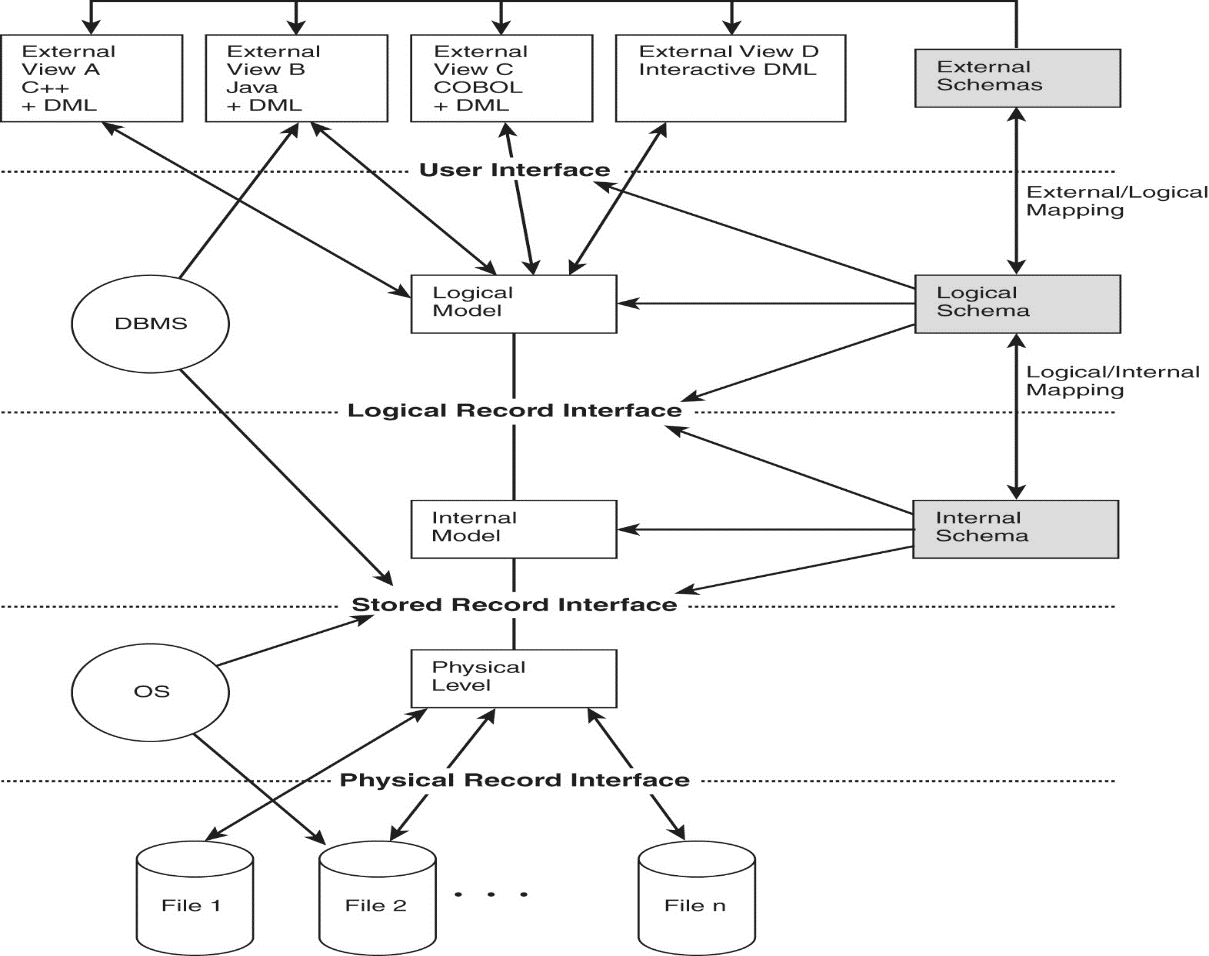 External
View A
C++
+ DML
External
View B
Java
+ DML
External
View C
COBOL
+ DML
External View D
Interactive DML
External
Schemas
User Interface
External/Logical
Mapping
DBMS
Logical
Model
Logical
Schema
Logical/Internal
Mapping
Logical Record Interface
Internal
Model
Internal
Schema
Stored Record Interface
OS
Physical
Level
Physical Record Interface
File 1
File 2
. . .
File n